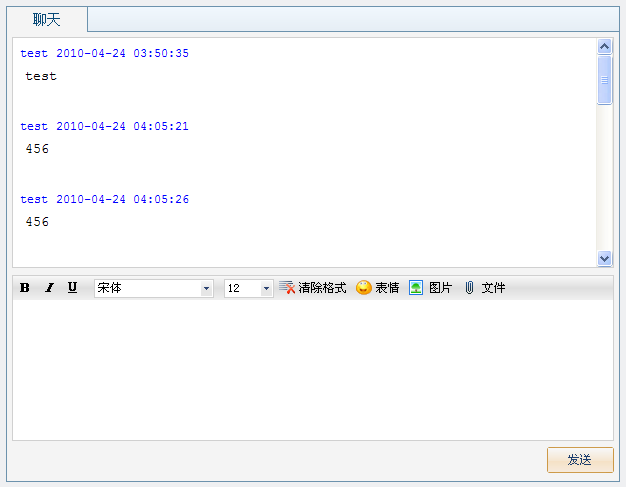 聊天
test 2010-04-24 03:50:35
test
test 2010-04-24 04:05:21
456
test 2010-04-24 04:05:26
456
B I U 宋体 12 清除格式 表情 图片 文件
发送